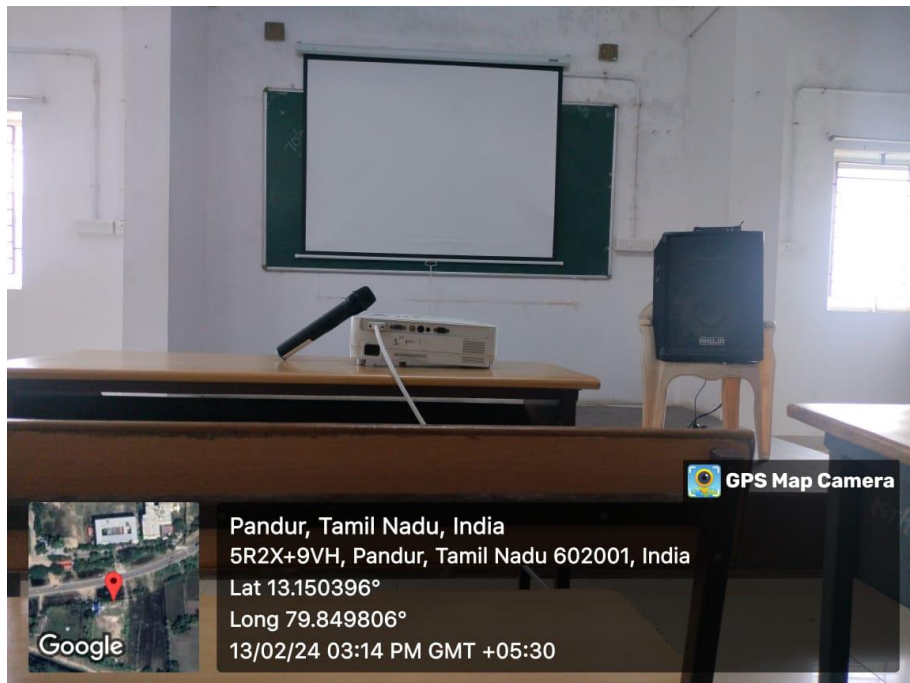 AHUJA
GPS Map Camera
Pandur, Tamil Nadu, India
5R2X+9VH, Pandur, Tamil Nadu 602001, India
Lat 13.150396°
Long 79.849806°
13/02/24 03:14 PM GMT +05:30
Google